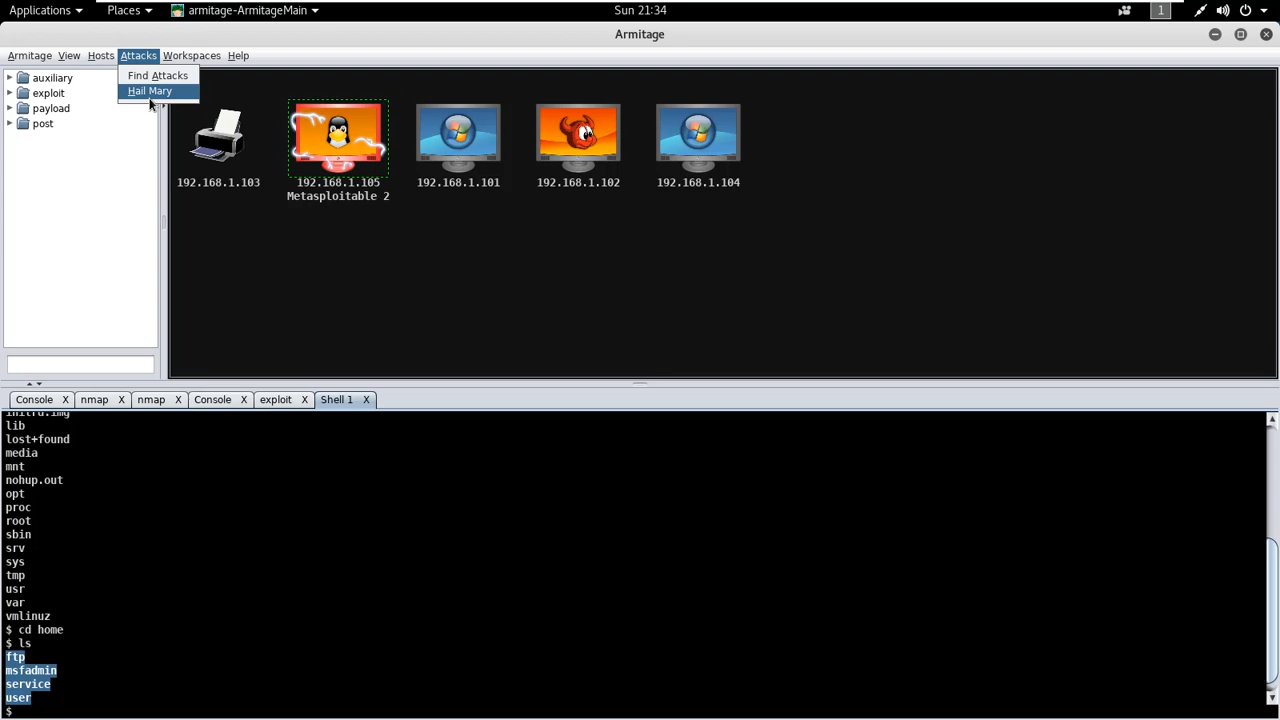 Applications Places armitage-ArmitageMain Sun 21:34 1
Armitage
Armitage View Hosts Attacks Workspaces Help
Find Attacks
Hail Mary
auxiliary
exploit
payload
post
192.168.1.103
192.168.1.105
Metasploitable 2
192.168.1.101
192.168.1.102
192.168.1.104
Console X nmap X nmap X Console X exploit X Shell 1 X
initrd.img
lib
lost+found
media
mnt
nohup.out
opt
proc
root
sbin
srv
sys
tmp
usr
var
vmlinuz
$ cd home
$ ls
ftp
msfadmin
service
user
$